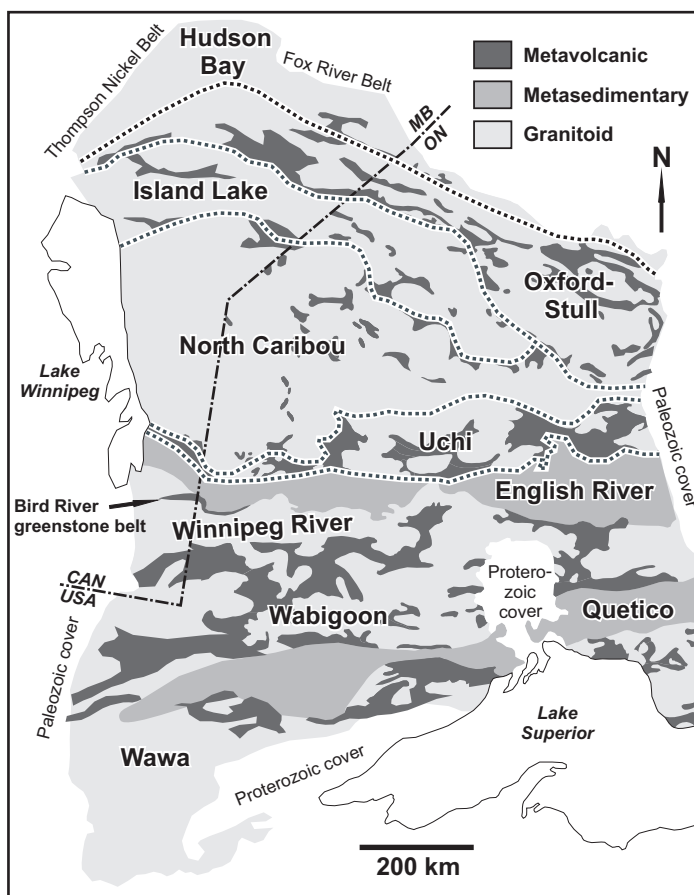 Hudson
Bay
Thompson Nickel Belt
Fox River Belt
Metavolcanic
Metasedimentary
Granitoid
MB
ON
N
Island Lake
Oxford-
Stull
North Caribou
Lake
Winnipeg
Uchi
Paleozoic cover
English River
Bird River
greenstone belt
Winnipeg River
CAN
USA
Proterozo-
zoic
cover
Wabigoon
Quetico
Paleozoic cover
Wawa
Proterozoic cover
Lake
Superior
200 km